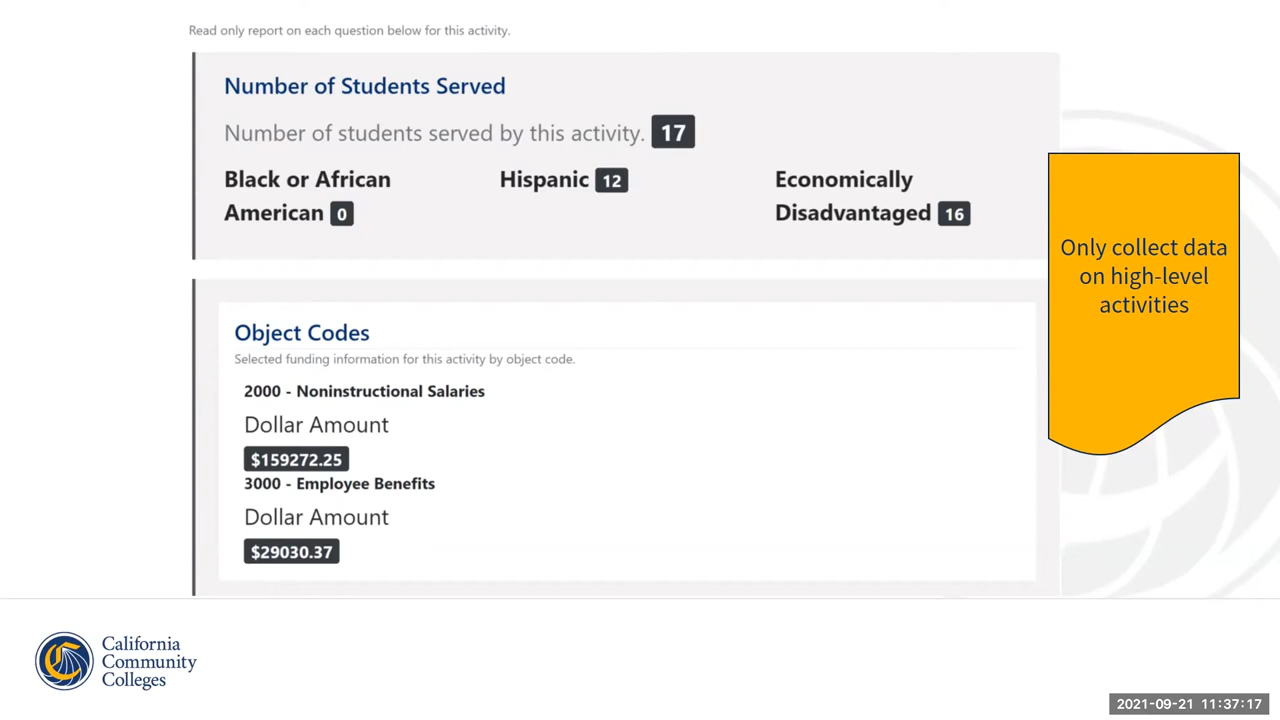 Read only report on each question below for this activity.
Number of Students Served
Number of students served by this activity. 17
Black or African
American 0
Hispanic 12
Economically
Disadvantaged 16
Only collect data
on high-level
activities
Object Codes
Selected funding information for this activity by object code.
2000 - Noninstructional Salaries
Dollar Amount
$159272.25
3000 - Employee Benefits
Dollar Amount
$29030.37
California
Community
Colleges
2021-09-21 11:37:17